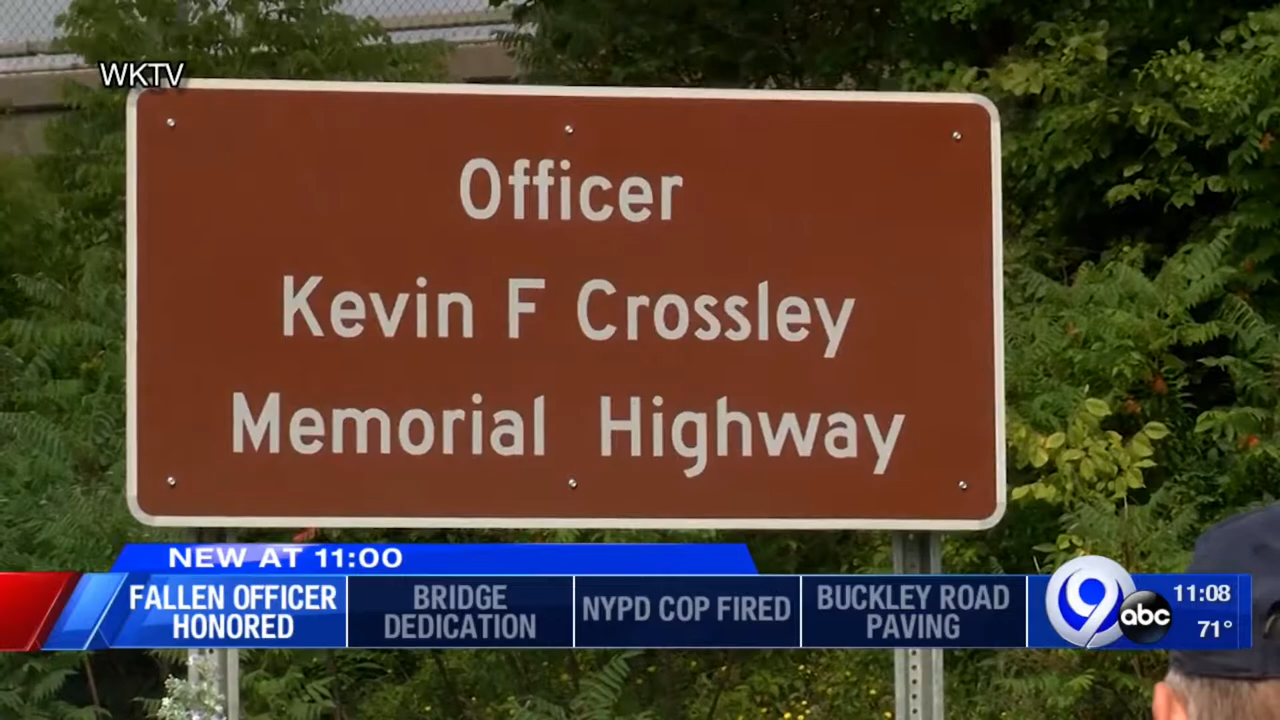 WKTV
Officer
Kevin F Crossley
Memorial Highway
NEW AT 11:00
FALLEN OFFICER
HONORED
BRIDGE
DEDICATION
NYPD COP FIRED
BUCKLEY ROAD
PAVING
9
abc
11:08
71°